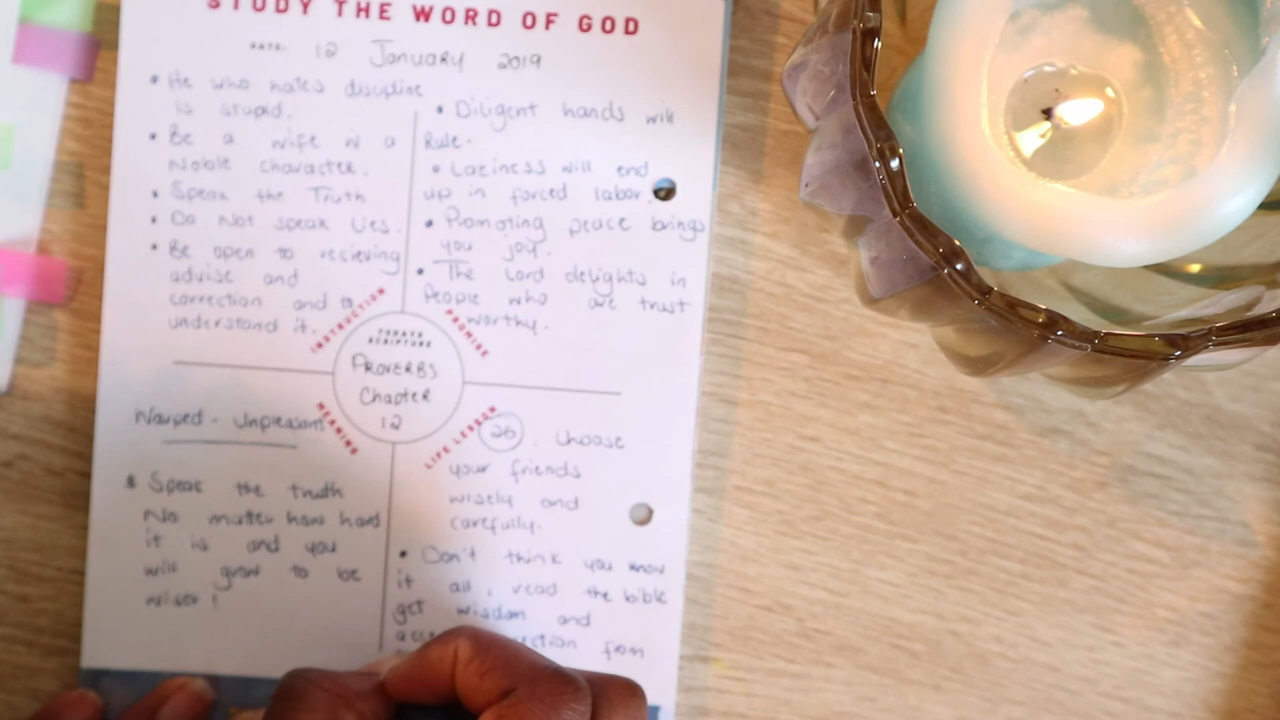 STUDY THE WORD OF GOD
DATE: 12 January 2019
• He who hates discipline
is stupid.
• Be a wife N a
Noble character.
• Speak the Truth
• Do Not speak Lies.
• Be open to recieving
advise and
correction and to
understand it.
INSTRUCTION
• Diligent hands will
Rule.
• Laziness will end
up in forced labor.
• Promoting peace brings
you joy.
• The Lord delights in
People who are trust
worthy.
PROMISE
TODAYS
SCRIPTURE
PROVERBS
Chapter
12
MEANING
Warped - Unpleasant
• Speak the truth
No matter how hard
it is and you
will grow to be
wiser!
LIFE LESSON
26. Choose
your friends
wisely and
carefully.
• Don't think you know
it all, read the bible
get wisdom and
from